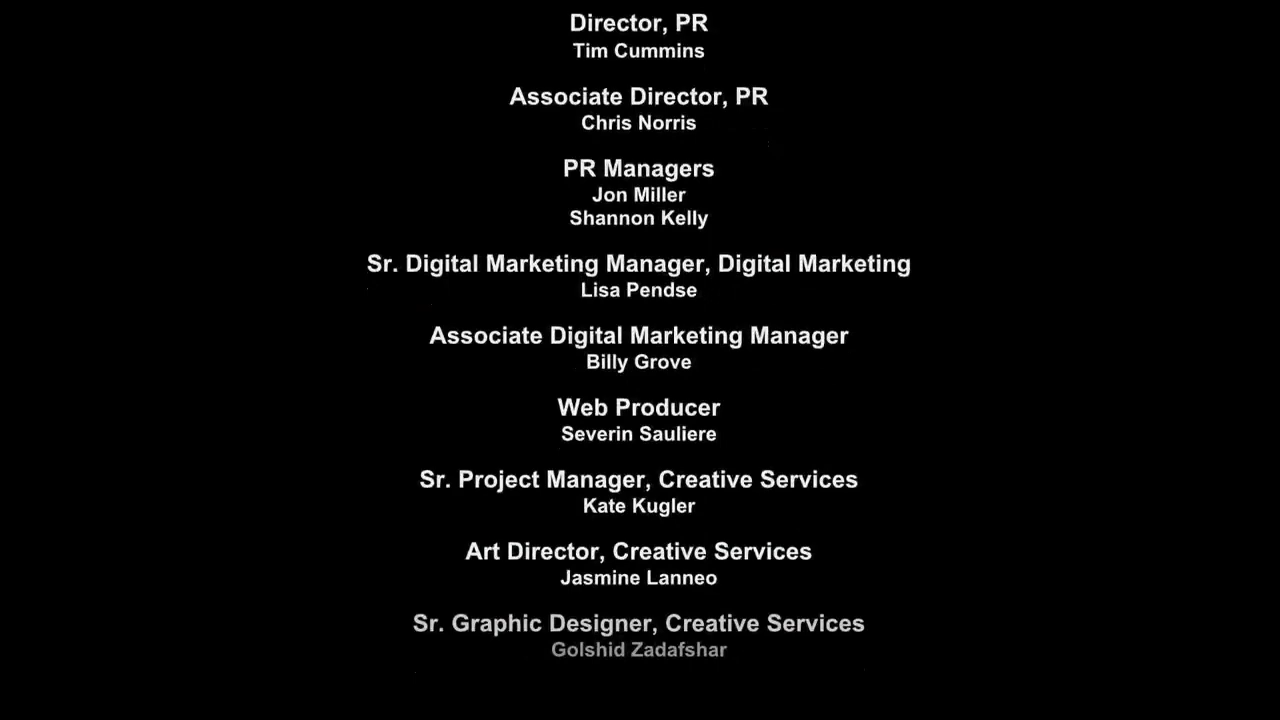 Director, PR
Tim Cummins
Associate Director, PR
Chris Norris
PR Managers
Jon Miller
Shannon Kelly
Sr. Digital Marketing Manager, Digital Marketing
Lisa Pendse
Associate Digital Marketing Manager
Billy Grove
Web Producer
Severin Sauliere
Sr. Project Manager, Creative Services
Kate Kugler
Art Director, Creative Services
Jasmine Lanneo
Sr. Graphic Designer, Creative Services
Golshid Zadafshar